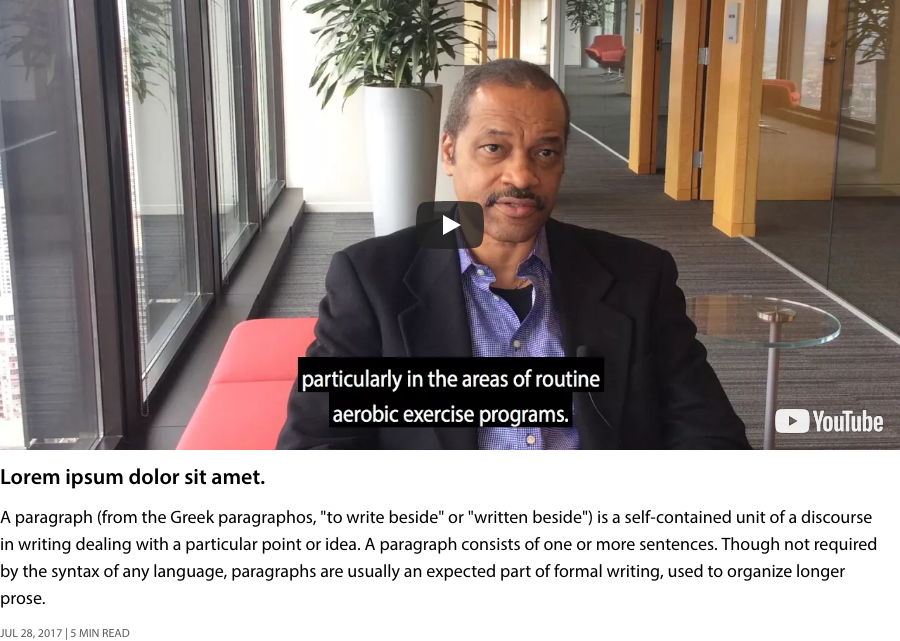 particularly in the areas of routine
aerobic exercise programs.
YouTube
Lorem ipsum dolor sit amet.
A paragraph (from the Greek paragraphos, "to write beside" or "written beside") is a self-contained unit of a discourse
in writing dealing with a particular point or idea. A paragraph consists of one or more sentences. Though not required
by the syntax of any language, paragraphs are usually an expected part of formal writing, used to organize longer
prose.
JUL 28, 2017 | 5 MIN READ